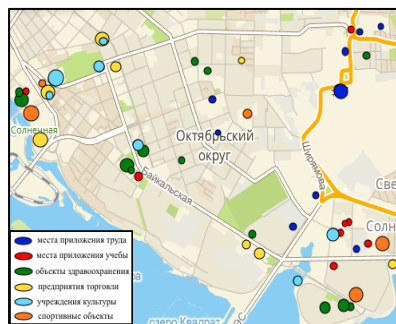 Солнечная
Октябрьский
округ
Ширямова
Байкальская
Све
Солн
места приложения труда
места приложения учебы
объекты здравоохранения
предприятия торговли
учреждения культуры
спортивные объекты
озеро Квадрат